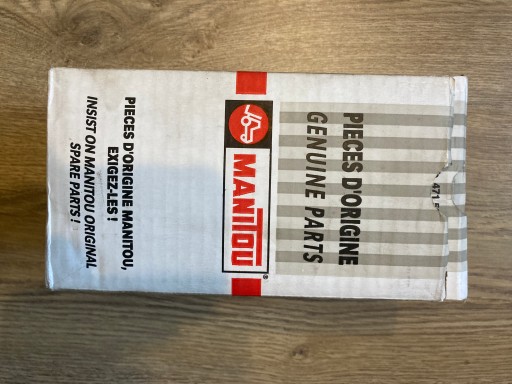 PIECES D'ORIGINE
GENUINE PARTS
MANITOU®
PIECES D'ORIGINE MANITOU,
EXIGEZ-LES !
INSIST ON MANITOU ORIGINAL
SPARE PARTS !